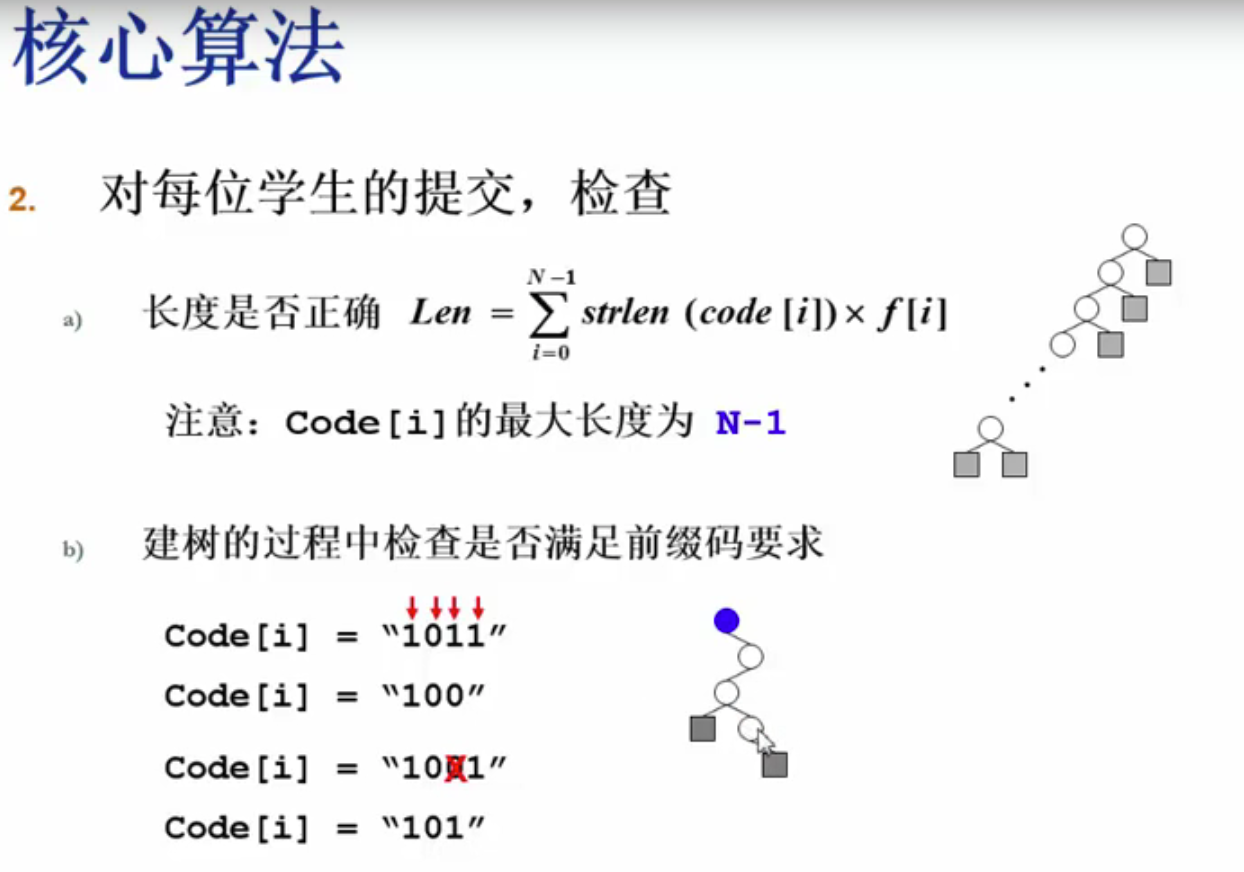 核心算法
2. 对每位学生的提交，检查
a) 长度是否正确 Len = ∑_{i=0}^{N-1} strlen (code [i]) × f [i]
注意：Code[i]的最大长度为 N-1
b) 建树的过程中检查是否满足前缀码要求
Code[i] = “1011”
Code[i] = “100”
Code[i] = “1001”
Code[i] = “101”